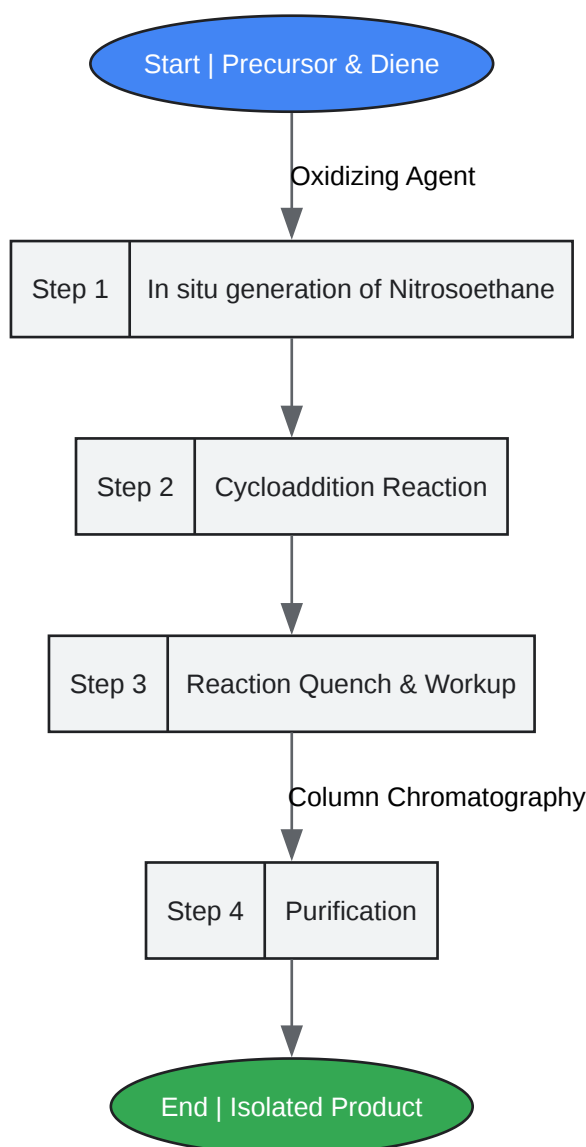 Start | Precursor & Diene
Oxidizing Agent
Step 1 In situ generation of Nitrosoethane
Step 2 Cycloaddition Reaction
Step 3 Reaction Quench & Workup
Column Chromatography
Step 4 Purification
End | Isolated Product